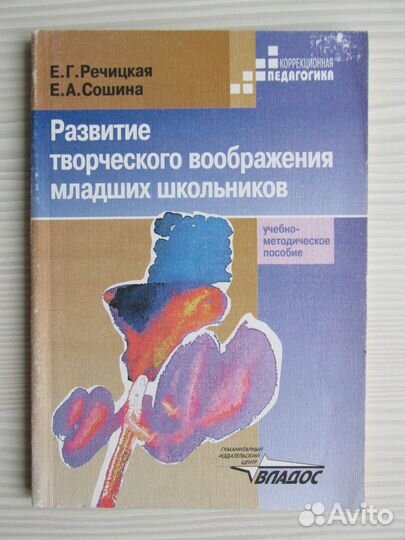 Е.Г.Речицкая
Е.А.Сошина
КОРРЕКЦИОННАЯ
ПЕДАГОГИКА
Развитие
творческого воображения
младших школьников
учебно-
методическое
пособие
ГУМАНИТАРНЫЙ
ИЗДАТЕЛЬСКИЙ
ЦЕНТР
ВЛАДОС
Avito